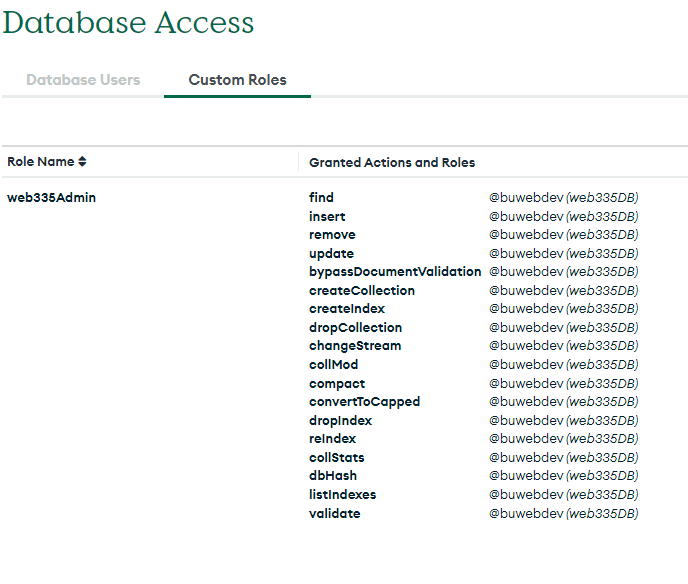 Database Access
Database Users Custom Roles
Role Name Granted Actions and Roles
web335Admin find @buwebdev (web335DB)
insert @buwebdev (web335DB)
remove @buwebdev (web335DB)
update @buwebdev (web335DB)
bypassDocumentValidation @buwebdev (web335DB)
createCollection @buwebdev (web335DB)
createIndex @buwebdev (web335DB)
dropCollection @buwebdev (web335DB)
changeStream @buwebdev (web335DB)
collMod @buwebdev (web335DB)
compact @buwebdev (web335DB)
convertToCapped @buwebdev (web335DB)
dropIndex @buwebdev (web335DB)
reIndex @buwebdev (web335DB)
collStats @buwebdev (web335DB)
dbHash @buwebdev (web335DB)
listIndexes @buwebdev (web335DB)
validate @buwebdev (web335DB)